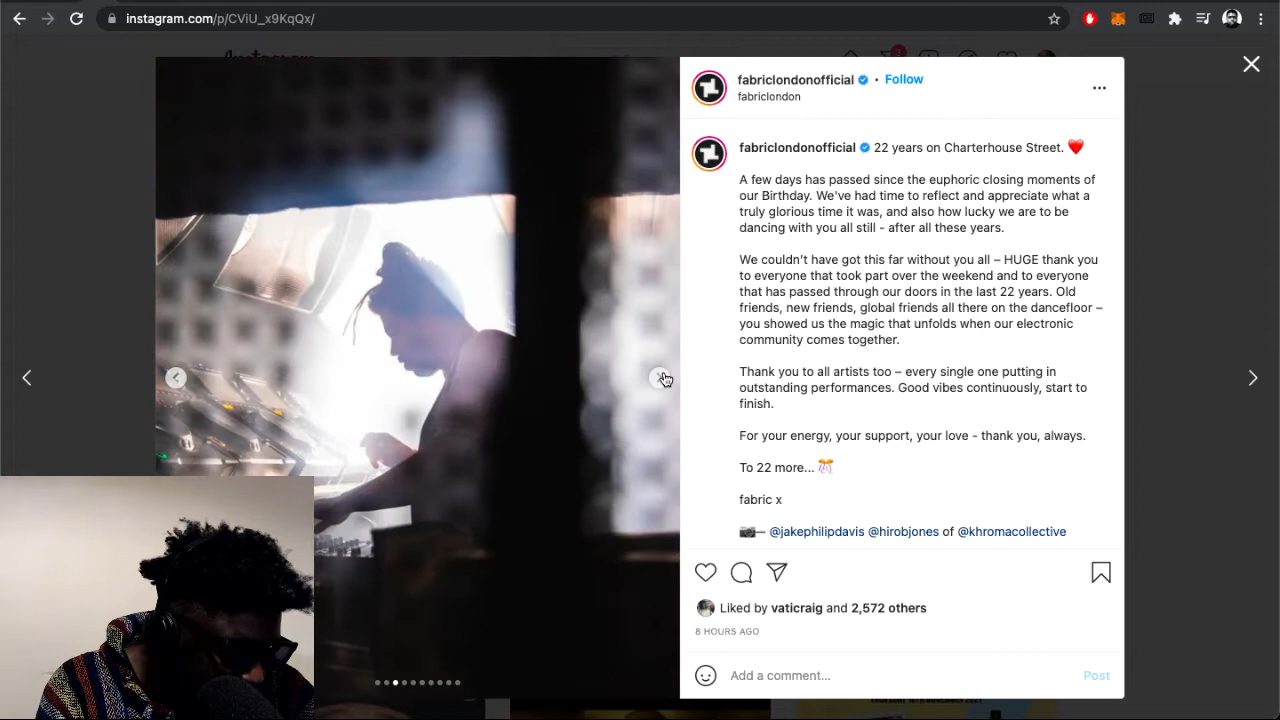 instagram.com/p/CViU_x9KqQx/
fabriclondonofficial • Follow
fabriclondon
fabriclondonofficial 22 years on Charterhouse Street. ❤️
A few days has passed since the euphoric closing moments of
our Birthday. We've had time to reflect and appreciate what a
truly glorious time it was, and also how lucky we are to be
dancing with you all still - after all these years.
We couldn't have got this far without you all – HUGE thank you
to everyone that took part over the weekend and to everyone
that has passed through our doors in the last 22 years. Old
friends, new friends, global friends all there on the dancefloor –
you showed us the magic that unfolds when our electronic
community comes together.
Thank you to all artists too – every single one putting in
outstanding performances. Good vibes continuously, start to
finish.
For your energy, your support, your love - thank you, always.
To 22 more...
fabric x
@jakephilipdavis @hirobjones of @khromacollective
Liked by vaticraig and 2,572 others
8 HOURS AGO
Add a comment... Post